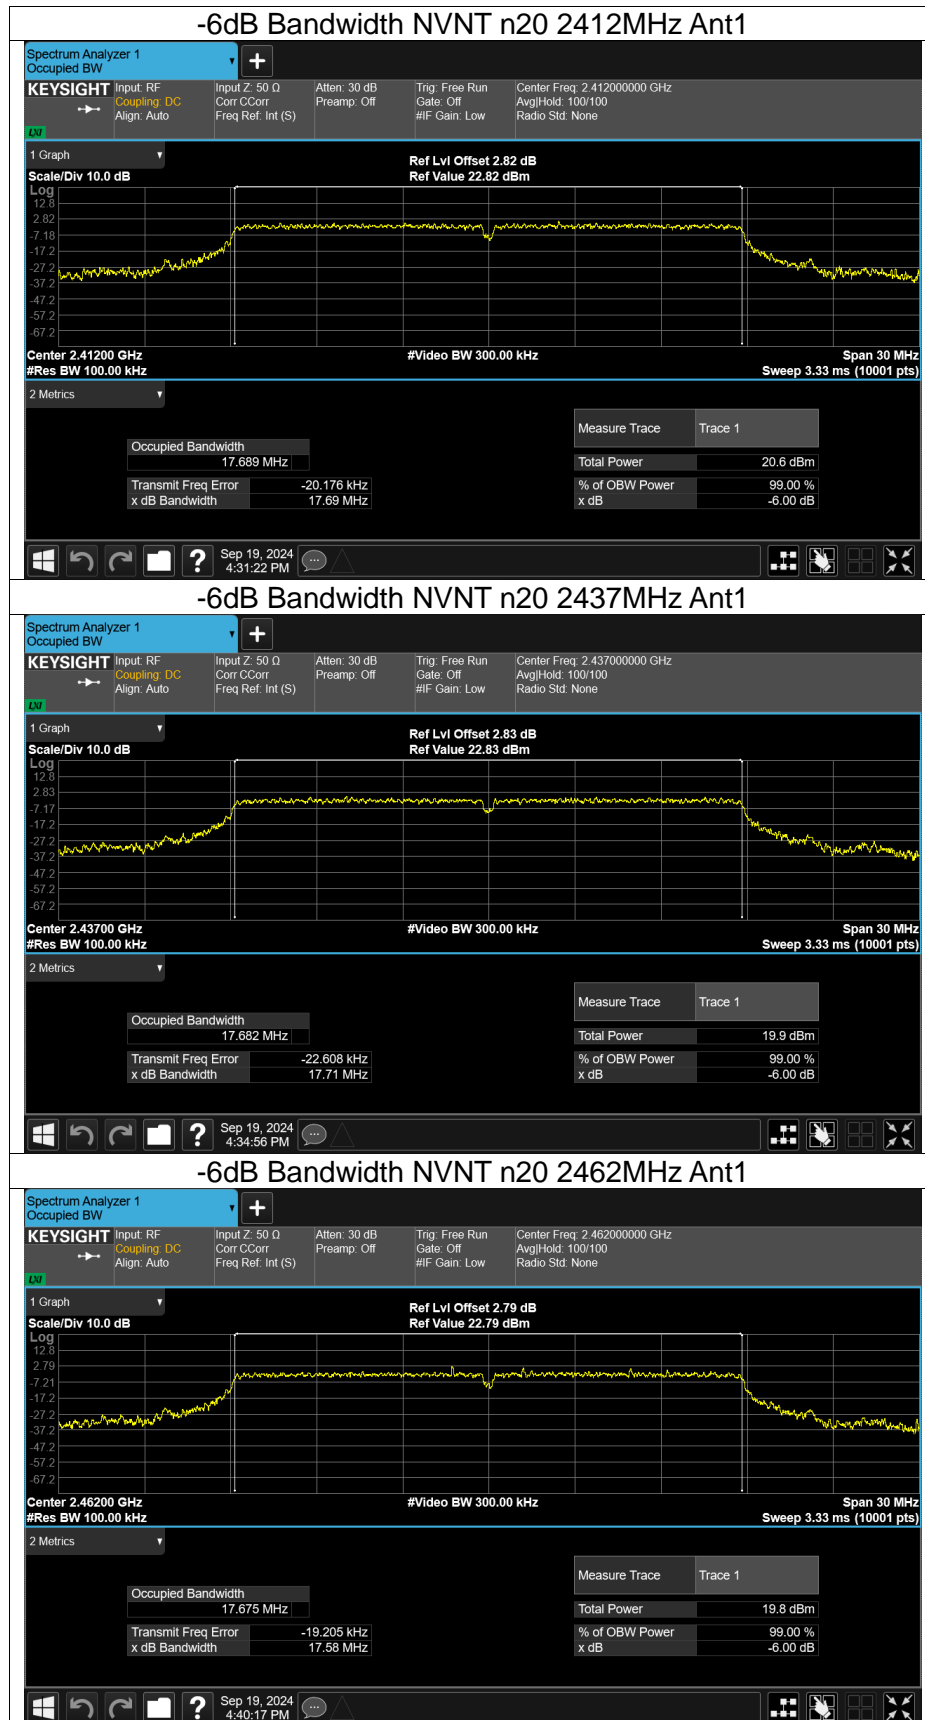 -6dB Bandwidth NVNT n20 2412MHz Ant1
Spectrum Analyzer 1
Occupied BW
KEYSIGHT
LXI
Input: RF
Coupling: DC
Align: Auto
Input Z: 50 Ω
Corr CCorr
Freq Ref: Int (S)
Atten: 30 dB
Preamp: Off
Trig: Free Run
Gate: Off
#IF Gain: Low
Center Freq: 2.412000000 GHz
Avg|Hold: 100/100
Radio Std: None
1 Graph
Scale/Div 10.0 dB
Ref Lvl Offset 2.82 dB
Ref Value 22.82 dBm
Log
12.8
2.82
-7.18
-17.2
-27.2
-37.2
-47.2
-57.2
-67.2
Center 2.41200 GHz
#Res BW 100.00 kHz
#Video BW 300.00 kHz
Span 30 MHz
Sweep 3.33 ms (10001 pts)
2 Metrics
Measure Trace Trace 1
Occupied Bandwidth
17.689 MHz
Total Power 20.6 dBm
Transmit Freq Error -20.176 kHz
% of OBW Power 99.00 %
x dB Bandwidth 17.69 MHz
x dB -6.00 dB
?
Sep 19, 2024
4:31:22 PM
-6dB Bandwidth NVNT n20 2437MHz Ant1
Spectrum Analyzer 1
Occupied BW
KEYSIGHT
LXI
Input: RF
Coupling: DC
Align: Auto
Input Z: 50 Ω
Corr CCorr
Freq Ref: Int (S)
Atten: 30 dB
Preamp: Off
Trig: Free Run
Gate: Off
#IF Gain: Low
Center Freq: 2.437000000 GHz
Avg|Hold: 100/100
Radio Std: None
1 Graph
Scale/Div 10.0 dB
Ref Lvl Offset 2.83 dB
Ref Value 22.83 dBm
Log
12.8
2.83
-7.17
-17.2
-27.2
-37.2
-47.2
-57.2
-67.2
Center 2.43700 GHz
#Res BW 100.00 kHz
#Video BW 300.00 kHz
Span 30 MHz
Sweep 3.33 ms (10001 pts)
2 Metrics
Measure Trace Trace 1
Occupied Bandwidth
17.682 MHz
Total Power 19.9 dBm
Transmit Freq Error -22.608 kHz
% of OBW Power 99.00 %
x dB Bandwidth 17.71 MHz
x dB -6.00 dB
?
Sep 19, 2024
4:34:56 PM
-6dB Bandwidth NVNT n20 2462MHz Ant1
Spectrum Analyzer 1
Occupied BW
KEYSIGHT
LXI
Input: RF
Coupling: DC
Align: Auto
Input Z: 50 Ω
Corr CCorr
Freq Ref: Int (S)
Atten: 30 dB
Preamp: Off
Trig: Free Run
Gate: Off
#IF Gain: Low
Center Freq: 2.462000000 GHz
Avg|Hold: 100/100
Radio Std: None
1 Graph
Scale/Div 10.0 dB
Ref Lvl Offset 2.79 dB
Ref Value 22.79 dBm
Log
12.8
2.79
-7.21
-17.2
-27.2
-37.2
-47.2
-57.2
-67.2
Center 2.46200 GHz
#Res BW 100.00 kHz
#Video BW 300.00 kHz
Span 30 MHz
Sweep 3.33 ms (10001 pts)
2 Metrics
Measure Trace Trace 1
Occupied Bandwidth
17.675 MHz
Total Power 19.8 dBm
Transmit Freq Error -19.205 kHz
% of OBW Power 99.00 %
x dB Bandwidth 17.58 MHz
x dB -6.00 dB
?
Sep 19, 2024
4:40:17 PM